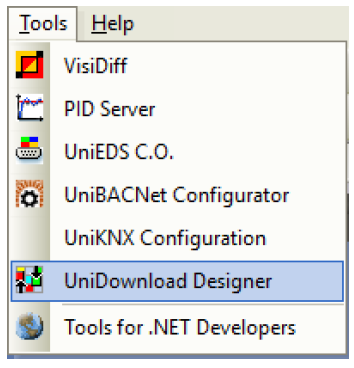 Tools Help
VisiDiff
PID Server
UniEDS C.O.
UniBACNet Configurator
UniKNX Configuration
UniDownload Designer
Tools for .NET Developers